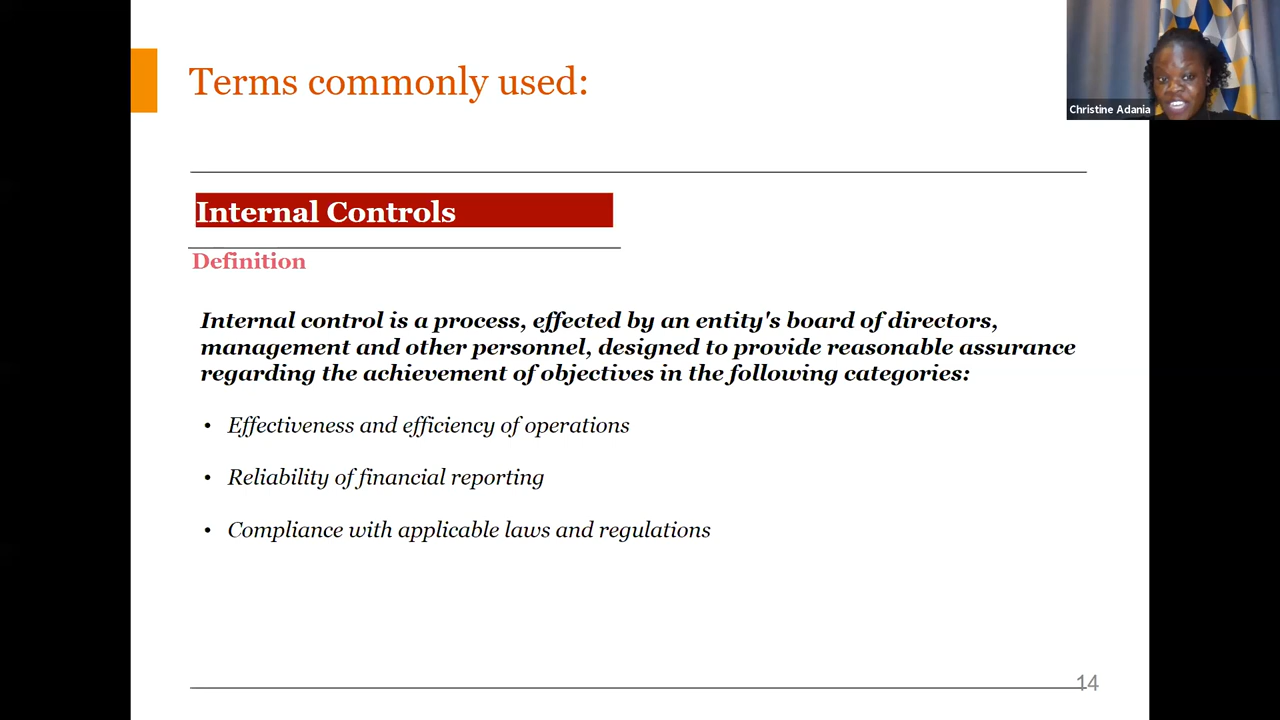 Terms commonly used:
Christine Adania
Internal Controls
Definition
Internal control is a process, effected by an entity's board of directors,
management and other personnel, designed to provide reasonable assurance
regarding the achievement of objectives in the following categories:
• Effectiveness and efficiency of operations
• Reliability of financial reporting
• Compliance with applicable laws and regulations
14